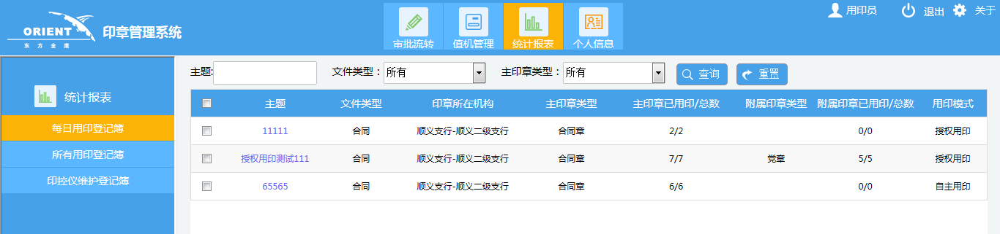 ORIENT
东方金鹰
印章管理系统
审批流转 值机管理 统计报表 个人信息
用印员 退出 关于
统计报表
每日用印登记簿
所有用印登记簿
印控仪维护登记簿
主题: 文件类型：所有 主印章类型：所有 查询 重置
主题 文件类型 印章所在机构 主印章类型 主印章已用印/总数 附属印章类型 附属印章已用印/总数 用印模式
11111 合同 顺义支行-顺义二级支行 合同章 2/2 0/0 授权用印
授权用印测试111 合同 顺义支行-顺义二级支行 合同章 7/7 党章 5/5 授权用印
65565 合同 顺义支行-顺义二级支行 合同章 6/6 0/0 自主用印